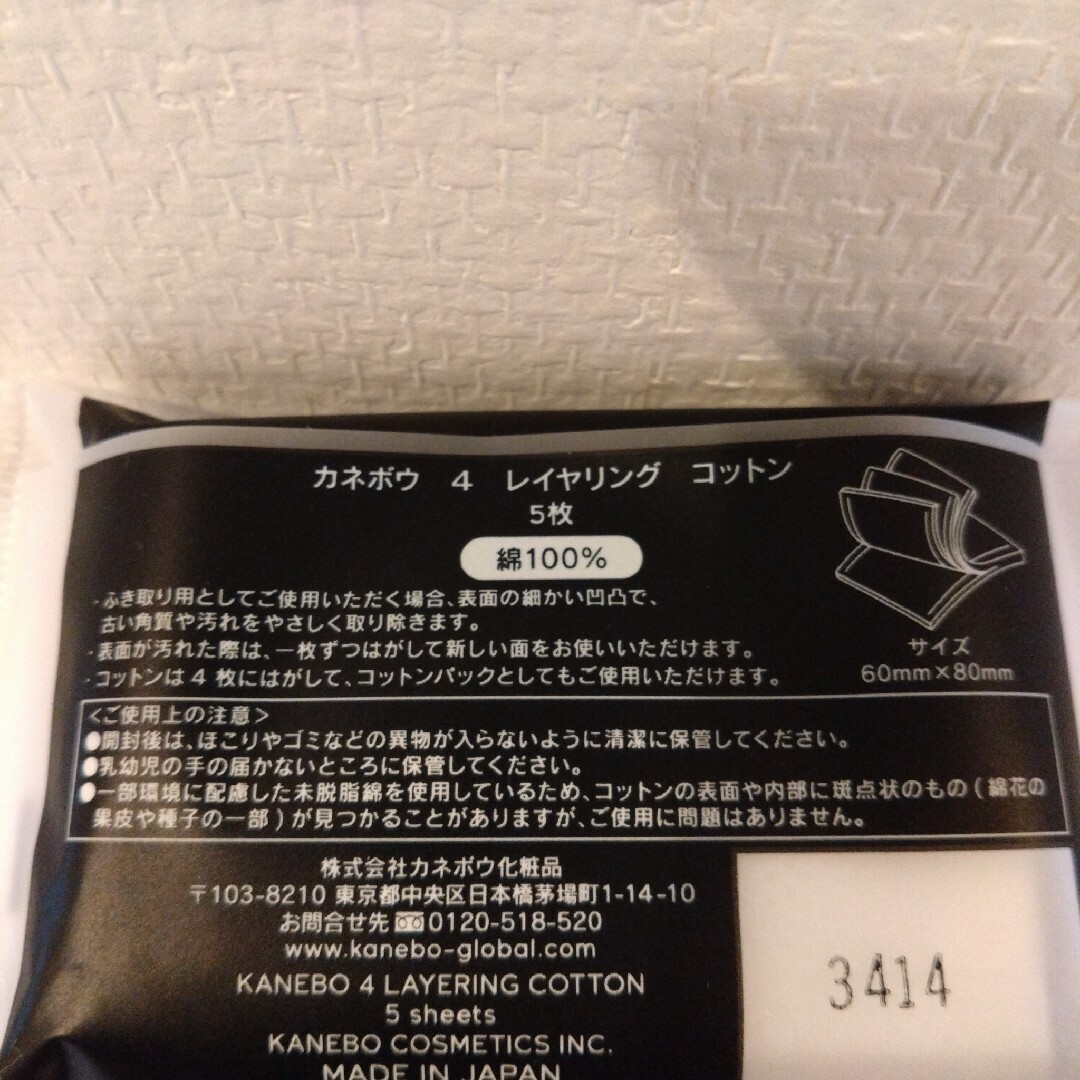 カネボウ 4 レイヤリング コットン
5枚
綿100%
・ふき取り用としてご使用いただく場合、表面の細かい凹凸で、
古い角質や汚れをやさしく取り除きます。
・表面が汚れた際は、一枚ずつはがして新しい面をお使いいただけます。
・コットンは 4 枚にはがして、コットンパックとしてもご使用いただけます。
サイズ
60mm×80mm
<ご使用上の注意>
●開封後は、ほこりやゴミなどの異物が入らないように清潔に保管してください。
●乳幼児の手の届かないところに保管してください。
●一部環境に配慮した未脱脂綿を使用しているため、コットンの表面や内部に斑点状のもの(綿花の
果皮や種子の一部)が見つかることがありますが、ご使用に問題はありません。
株式会社カネボウ化粧品
〒103-8210 東京都中央区日本橋茅場町1-14-10
お問合せ先 0120-518-520
www.kanebo-global.com
KANEBO 4 LAYERING COTTON
5 sheets
KANEBO COSMETICS INC.
MADE IN JAPAN
3414